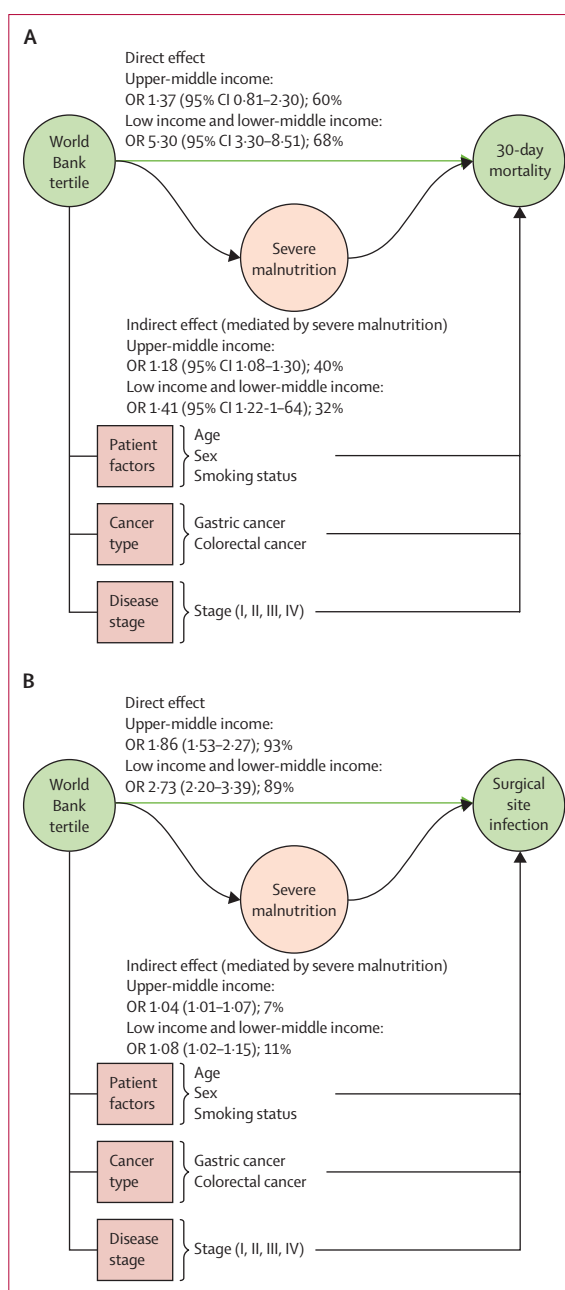 A
Direct effect
Upper-middle income:
OR 1·37 (95% CI 0·81–2·30); 60%
Low income and lower-middle income:
OR 5·30 (95% CI 3·30–8·51); 68%
World
Bank
tertile
30-day
mortality
Severe
malnutrition
Indirect effect (mediated by severe malnutrition)
Upper-middle income:
OR 1·18 (95% CI 1·08–1·30); 40%
Low income and lower-middle income:
OR 1·41 (95% CI 1·22-1–64); 32%
Patient
factors
Age
Sex
Smoking status
Cancer
type
Gastric cancer
Colorectal cancer
Disease
stage
Stage (I, II, III, IV)
B
Direct effect
Upper-middle income:
OR 1·86 (1·53–2·27); 93%
Low income and lower-middle income:
OR 2·73 (2·20–3·39); 89%
World
Bank
tertile
Surgical
site
infection
Severe
malnutrition
Indirect effect (mediated by severe malnutrition)
Upper-middle income:
OR 1·04 (1·01–1·07); 7%
Low income and lower-middle income:
OR 1·08 (1·02–1·15); 11%
Patient
factors
Age
Sex
Smoking status
Cancer
type
Gastric cancer
Colorectal cancer
Disease
stage
Stage (I, II, III, IV)